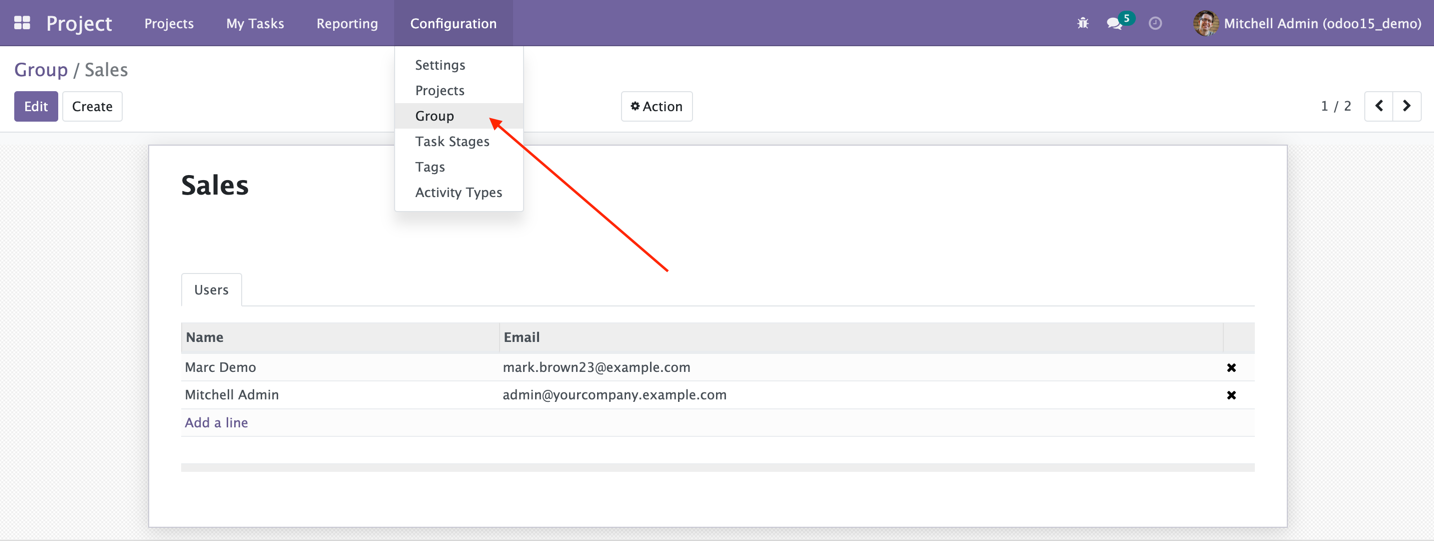 Project Projects My Tasks Reporting Configuration 5 Mitchell Admin (odoo15_demo)
Group / Sales
Edit Create Action 1 / 2
Settings
Projects
Group
Task Stages
Tags
Activity Types
Sales
Users
Name Email
Marc Demo mark.brown23@example.com
Mitchell Admin admin@yourcompany.example.com
Add a line